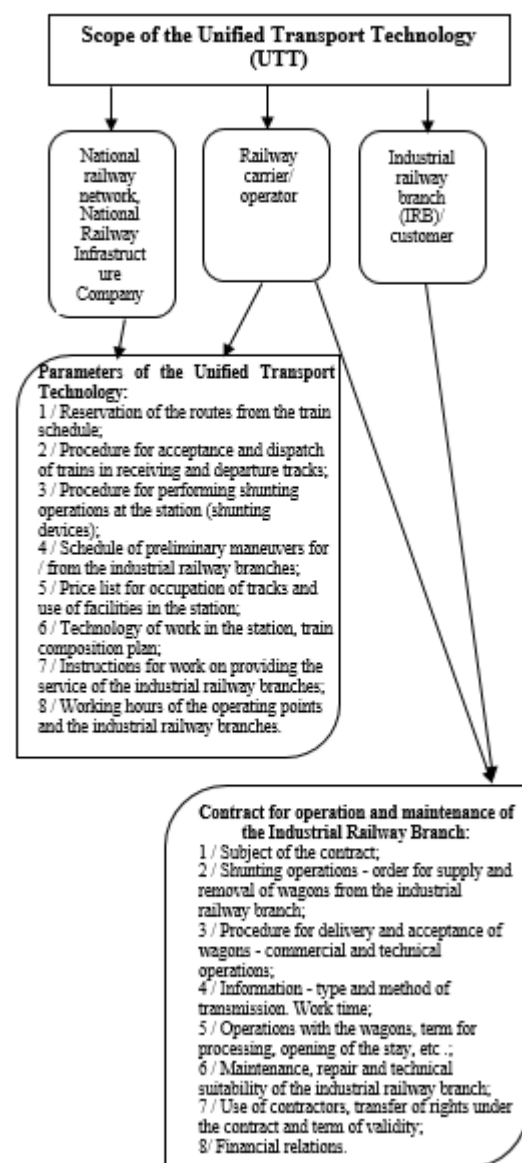 Scope of the Unified Transport Technology
(UTT)
National
railway
network,
National
Railway
Infrastruct
ure
Company
Railway
carrier/
operator
Industrial
railway
branch
(IRB)/
customer
Parameters of the Unified Transport
Technology:
1 / Reservation of the routes from the train
schedule;
2 / Procedure for acceptance and dispatch
of trains in receiving and departure tracks;
3 / Procedure for performing shunting
operations at the station (shunting
devices);
4 / Schedule of preliminary maneuvers for
/ from the industrial railway branches;
5 / Price list for occupation of tracks and
use of facilities in the station;
6 / Technology of work in the station, train
composition plan;
7 / Instructions for work on providing the
service of the industrial railway branches;
8 / Working hours of the operating points
and the industrial railway branches.
Contract for operation and maintenance of
the Industrial Railway Branch:
1 / Subject of the contract;
2 / Shunting operations - order for supply and
removal of wagons from the industrial
railway branch;
3 / Procedure for delivery and acceptance of
wagons - commercial and technical
operations;
4 / Information - type and method of
transmission. Work time;
5 / Operations with the wagons, term for
processing, opening of the stay, etc .;
6 / Maintenance, repair and technical
suitability of the industrial railway branch;
7 / Use of contractors, transfer of rights under
the contract and term of validity;
8/ Financial relations.